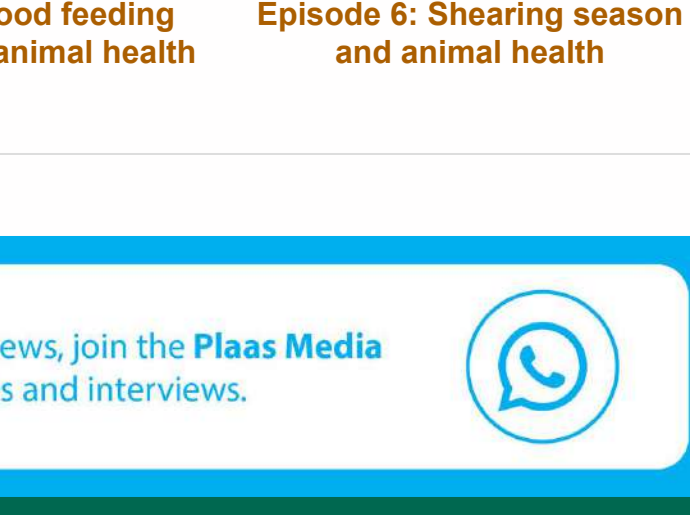 ood feeding
animal health
Episode 6: Shearing season
and animal health
ews, join the Plaas Media
s and interviews.